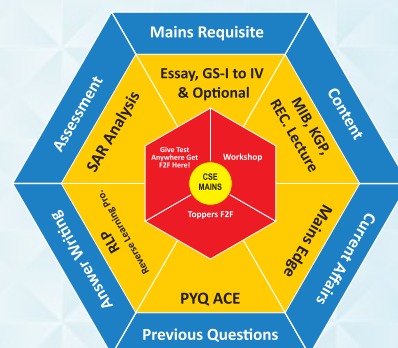 Mains Requisite
Essay, GS-I to IV
& Optional
Assessment
SAR Analysis
MIB, KGP,
REC. Lecture
Content
Give Test
Anywhere Get
F2F Here!
Workshop
CSE
MAINS
Toppers F2F
Answer Writing
RLP
Reverse Learning Pro.
Mains Edge
Current Affairs
PYQ ACE
Previous Questions